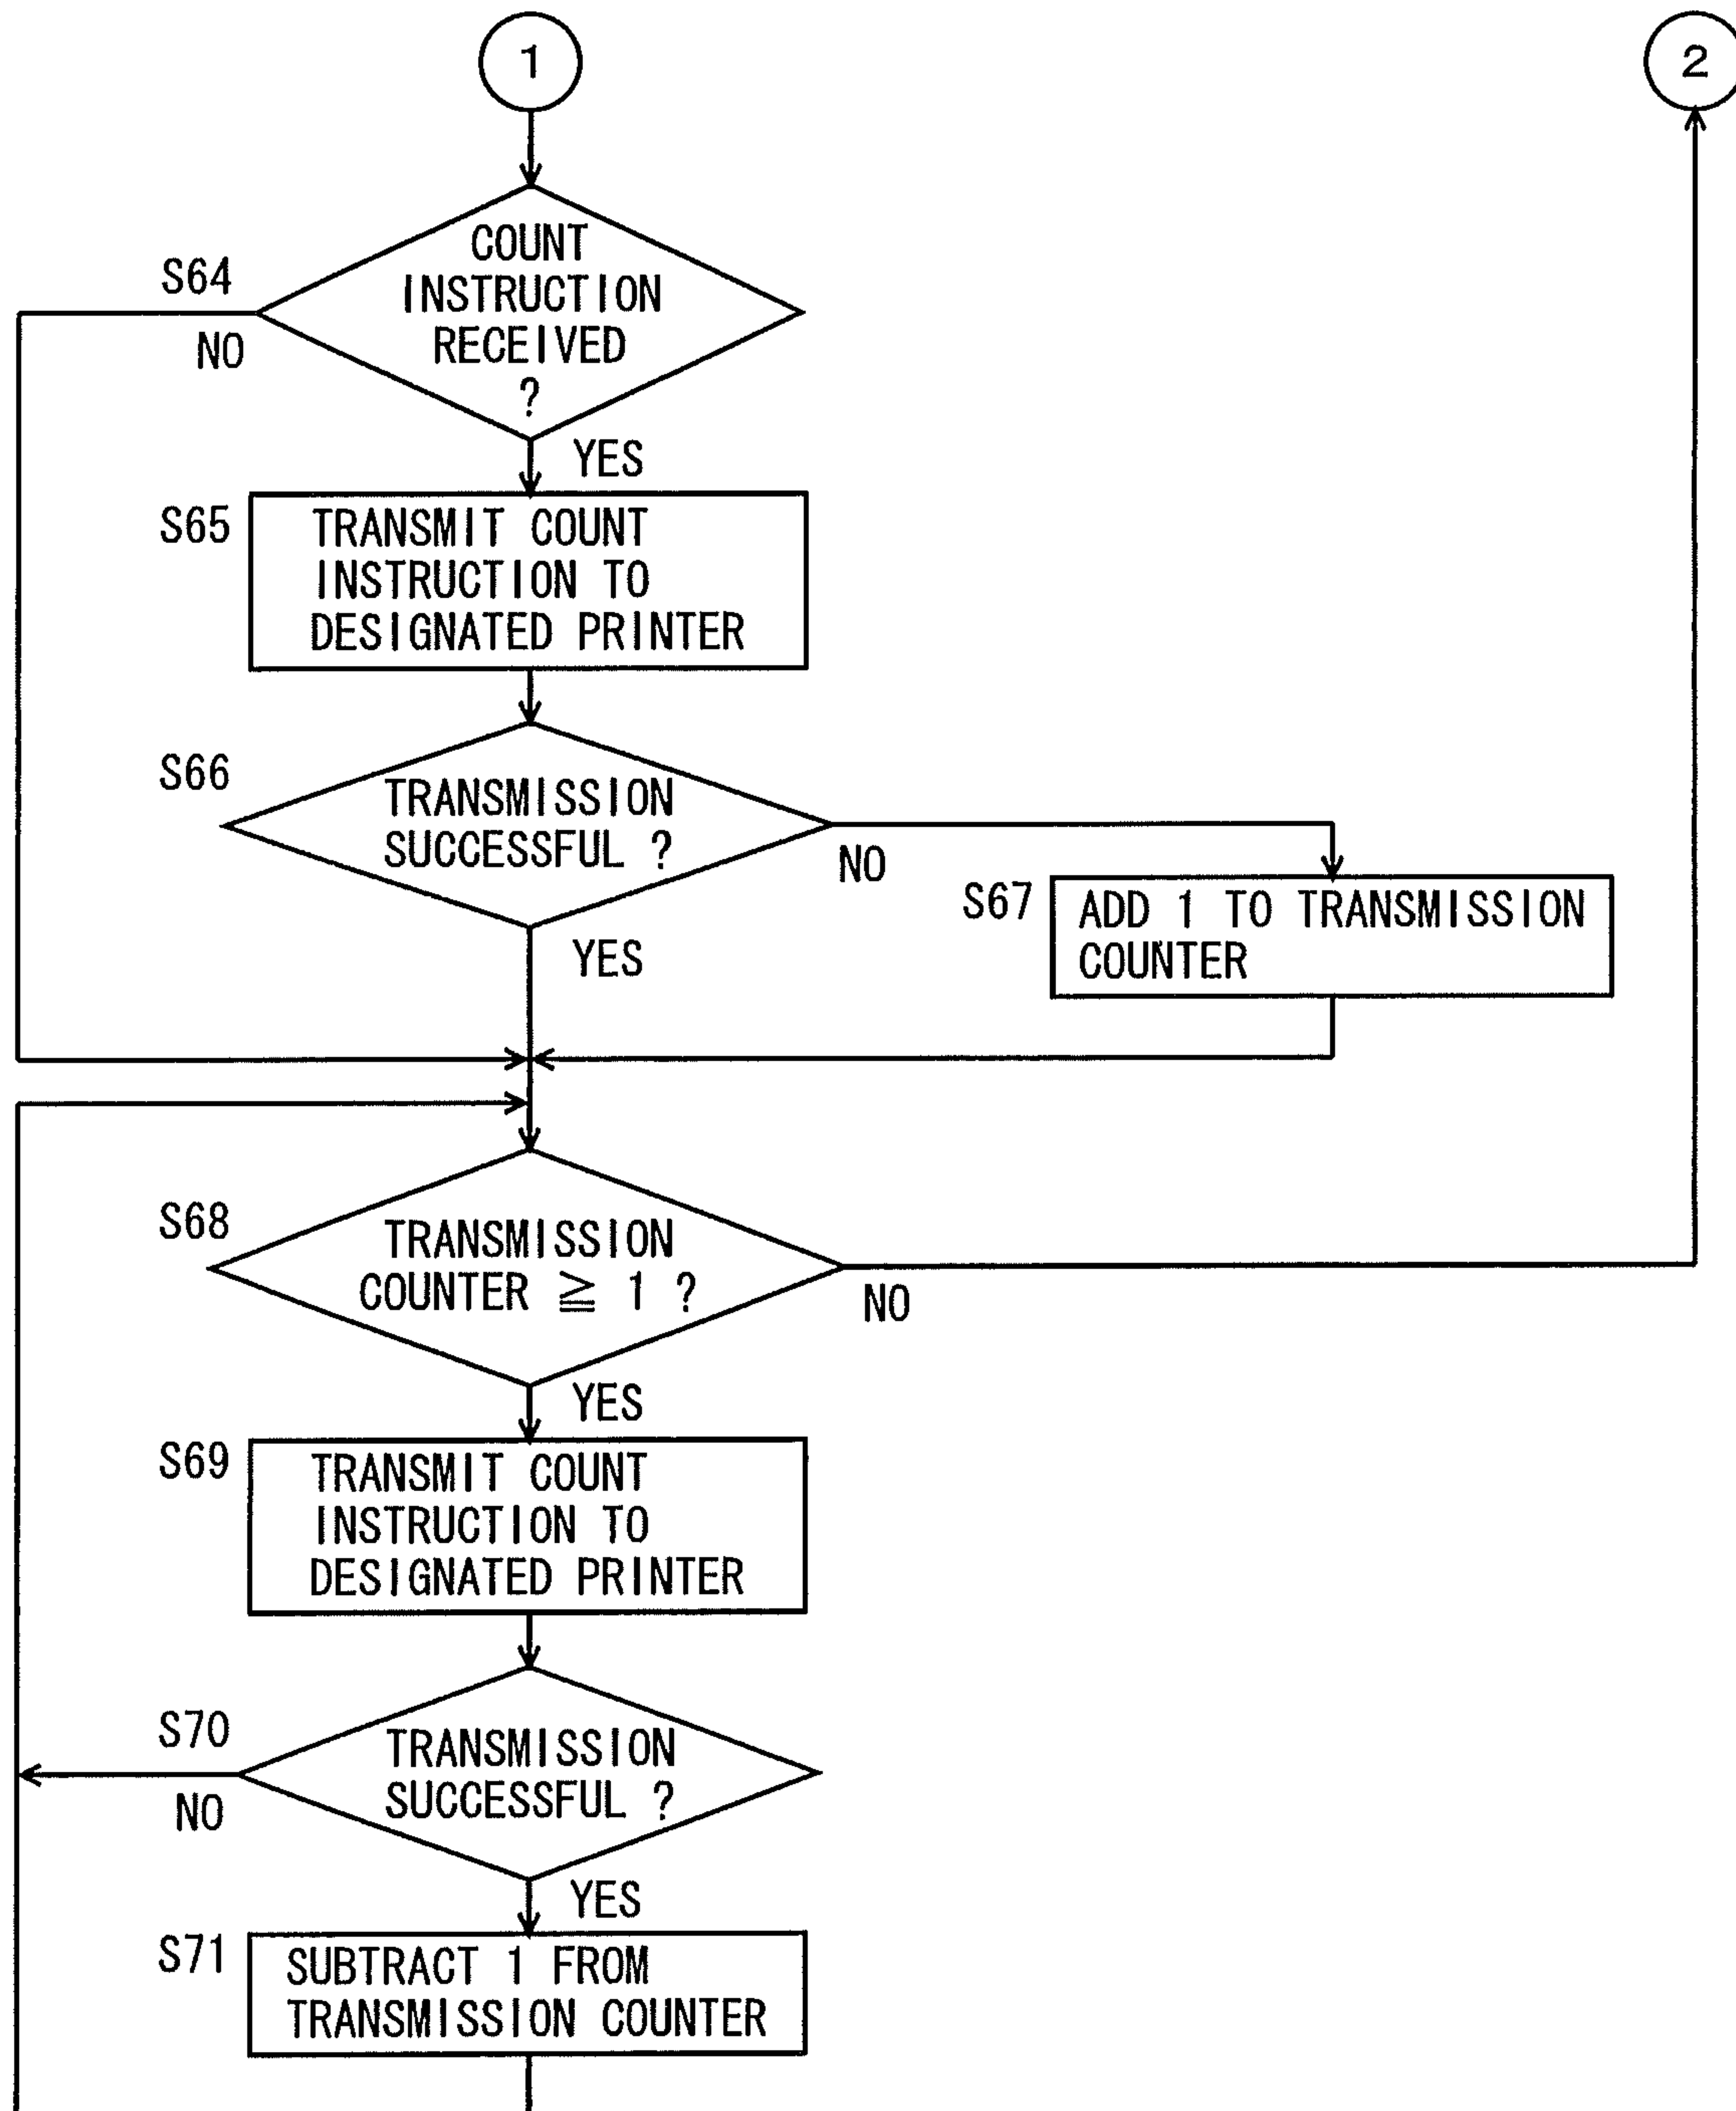 1
2
S64
COUNT
INSTRUCTION
RECEIVED
?
NO
YES
S65
TRANSMIT COUNT
INSTRUCTION TO
DESIGNATED PRINTER
S66
TRANSMISSION
SUCCESSFUL ?
NO
YES
S67
ADD 1 TO TRANSMISSION
COUNTER
S68
TRANSMISSION
COUNTER ≧ 1 ?
NO
YES
S69
TRANSMIT COUNT
INSTRUCTION TO
DESIGNATED PRINTER
S70
TRANSMISSION
SUCCESSFUL ?
NO
YES
S71
SUBTRACT 1 FROM
TRANSMISSION COUNTER